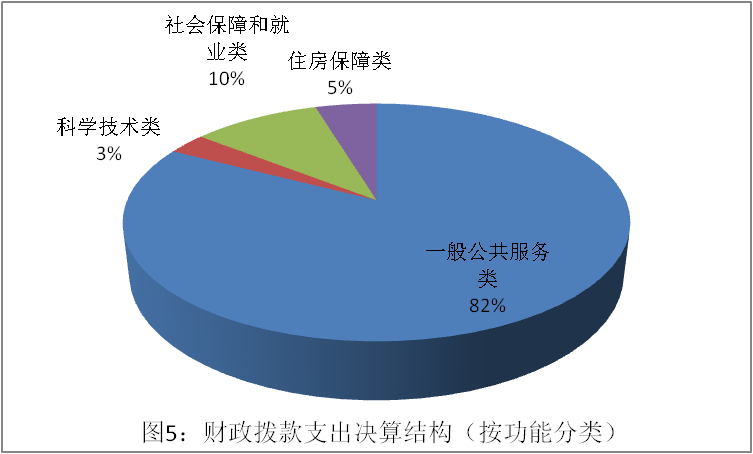 社会保障和就
业类
10%
住房保障类
5%
科学技术类
3%
一般公共服务
类
82%
图5：财政拨款支出决算结构（按功能分类）